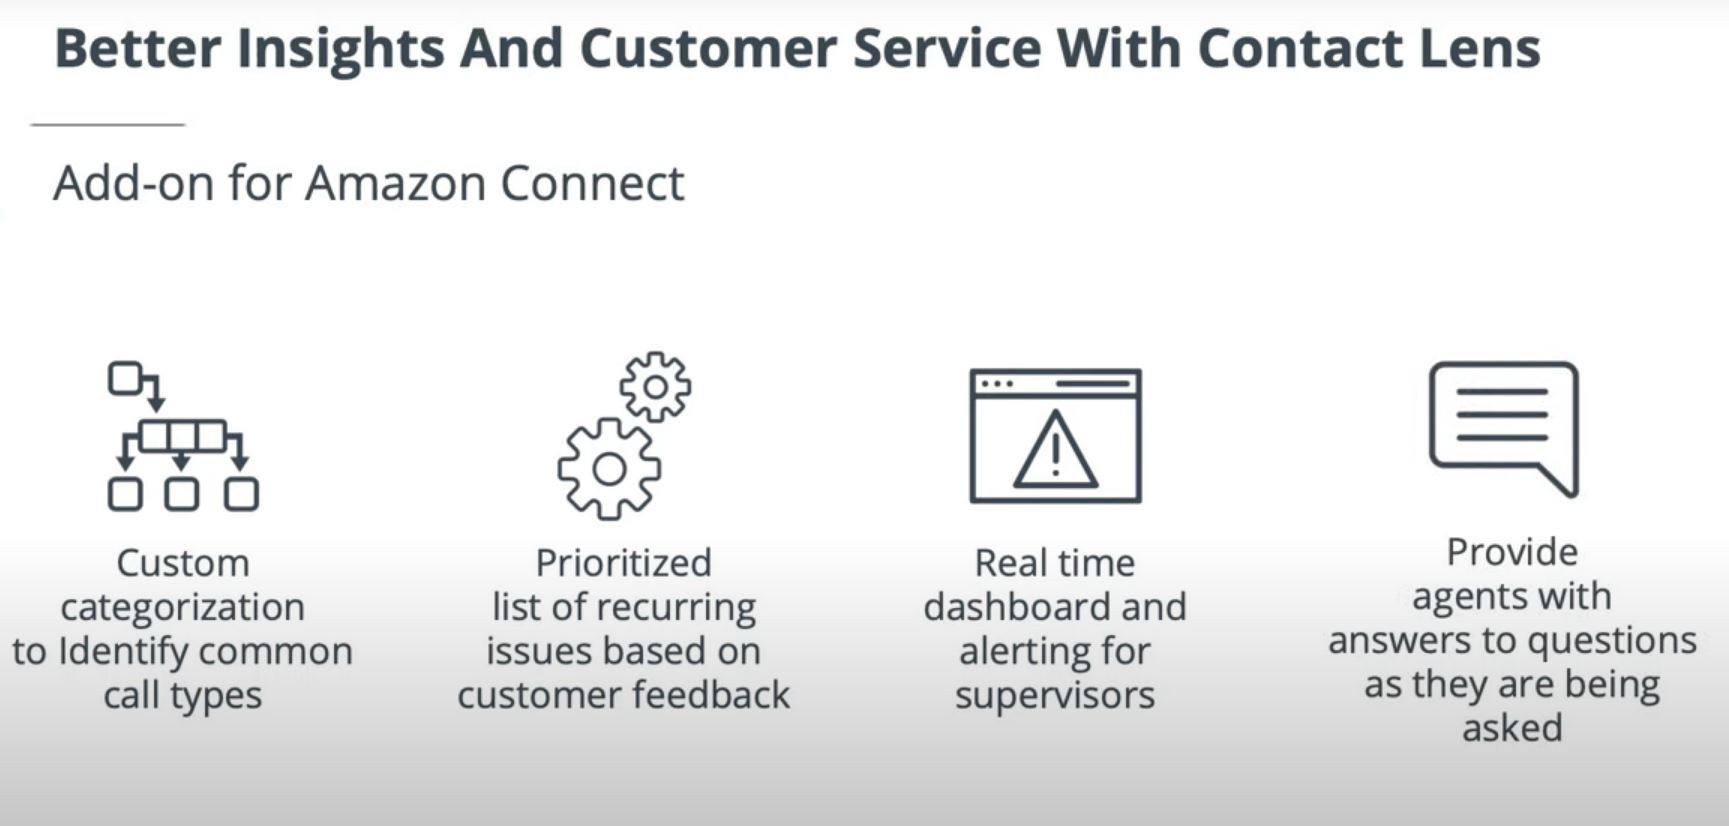 Better Insights And Customer Service With Contact Lens
Add-on for Amazon Connect
Custom
categorization
to Identify common
call types
Prioritized
list of recurring
issues based on
customer feedback
Real time
dashboard and
alerting for
supervisors
Provide
agents with
answers to questions
as they are being
asked